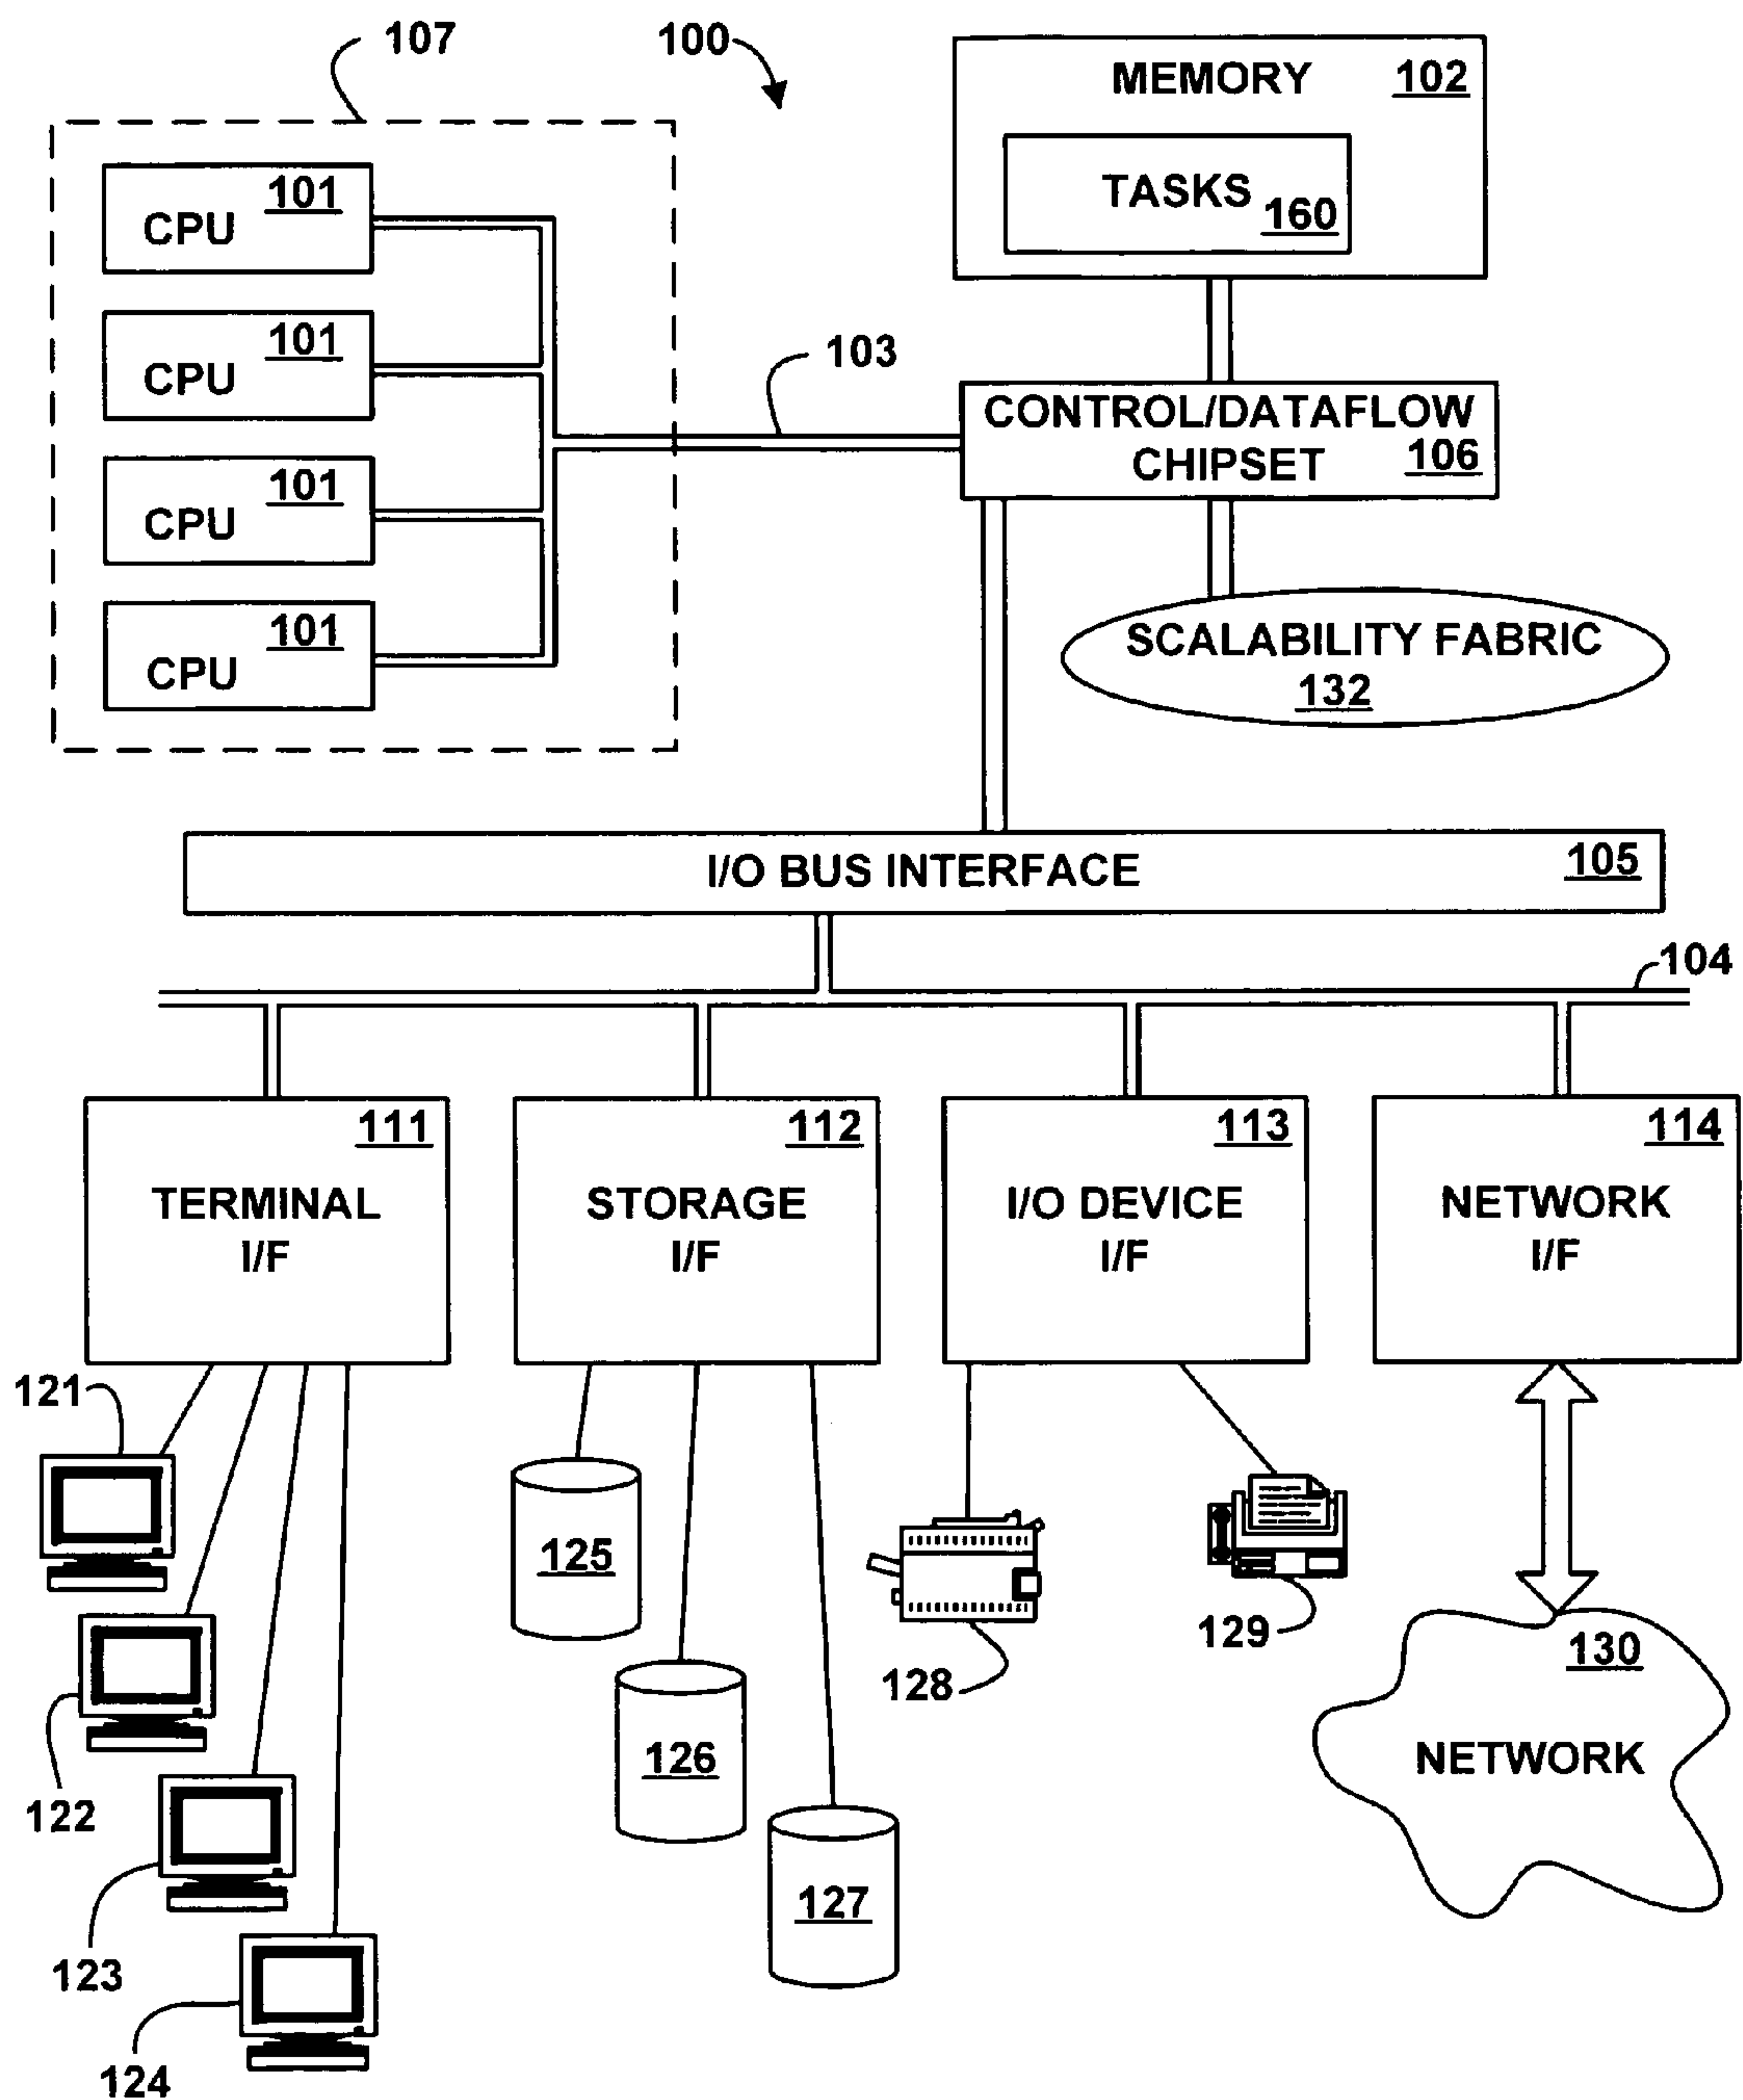 107
100
MEMORY 102
TASKS
160
101
CPU
101
CPU
101
CPU
101
CPU
103
CONTROL/DATAFLOW
CHIPSET 106
SCALABILITY FABRIC
132
I/O BUS INTERFACE 105
104
111
TERMINAL
I/F
112
STORAGE
I/F
113
I/O DEVICE
I/F
114
NETWORK
I/F
121
122
123
124
125
126
127
128
129
130
NETWORK